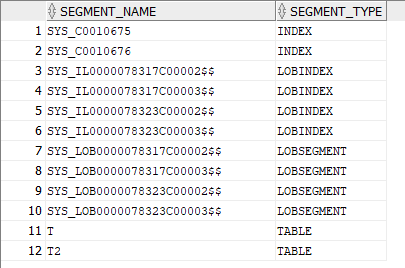 SEGMENT_NAME SEGMENT_TYPE
1 SYS_C0010675 INDEX
2 SYS_C0010676 INDEX
3 SYS_IL0000078317C00002$$ LOBINDEX
4 SYS_IL0000078317C00003$$ LOBINDEX
5 SYS_IL0000078323C00002$$ LOBINDEX
6 SYS_IL0000078323C00003$$ LOBINDEX
7 SYS_LOB0000078317C00002$$ LOBSEGMENT
8 SYS_LOB0000078317C00003$$ LOBSEGMENT
9 SYS_LOB0000078323C00002$$ LOBSEGMENT
10 SYS_LOB0000078323C00003$$ LOBSEGMENT
11 T TABLE
12 T2 TABLE